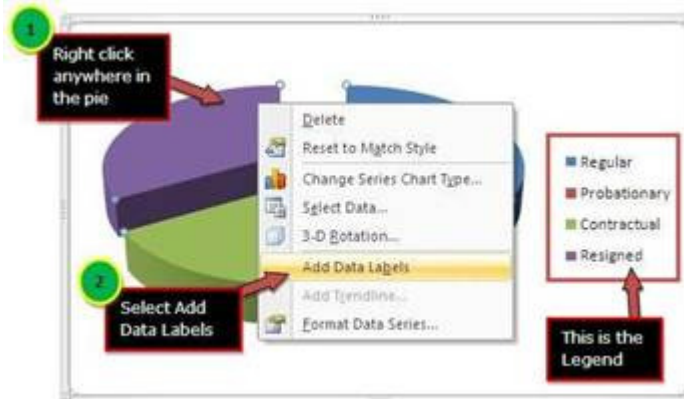 1
Right click
anywhere in
the pie
Delete
Reset to Match Style
Change Series Chart Type...
Select Data...
3-D Rotation...
Add Data Labels
Add Trendline...
Format Data Series...
2
Select Add
Data Labels
Regular
Probationary
Contractual
Resigned
This is the
Legend